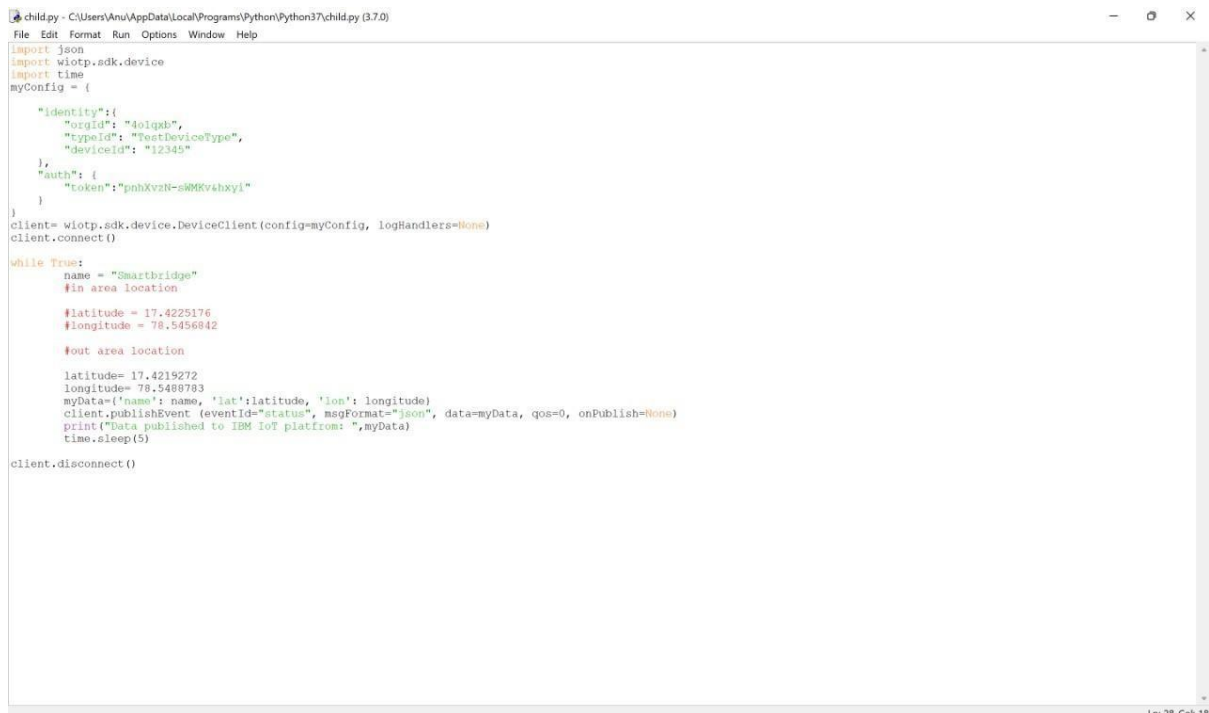 child.py - C:\Users\Anu\AppData\Local\Programs\Python\Python37\child.py (3.7.0)
File Edit Format Run Options Window Help
import json
import wiotp.sdk.device
import time
myConfig = {
"identity":{
"orgId": "4o1qxb",
"typeId": "TestDeviceType",
"deviceId": "12345"
},
"auth": {
"token":"pnhXvzN-sWMKv&hxyi"
}
}
client= wiotp.sdk.device.DeviceClient(config=myConfig, logHandlers=None)
client.connect()
while True:
name = "Smartbridge"
#in area location
#latitude = 17.4225176
#longitude = 78.5456842
#out area location
latitude= 17.4219272
longitude= 78.5488783
myData={'name': name, 'lat':latitude, 'lon': longitude}
client.publishEvent (eventId="status", msgFormat="json", data=myData, qos=0, onPublish=None)
print("Data published to IBM IoT platfrom: ",myData)
time.sleep(5)
client.disconnect()
Ln: 28 Col: 18